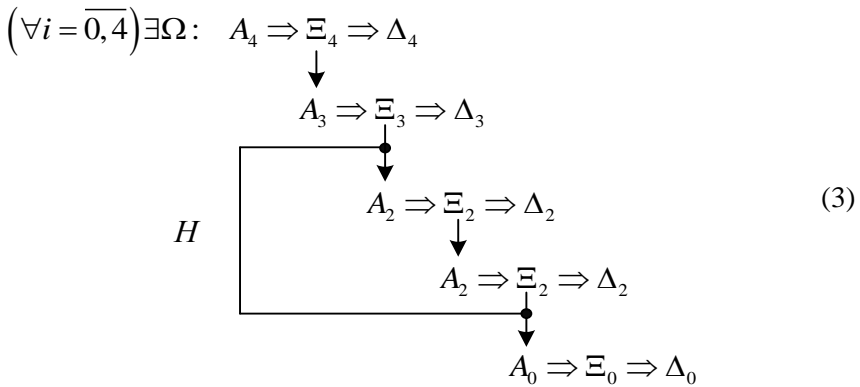 (∀i = 0,4) ∃Ω: A₄ ⇒ Ξ₄ ⇒ Δ₄
A₃ ⇒ Ξ₃ ⇒ Δ₃
A₂ ⇒ Ξ₂ ⇒ Δ₂
(3)
H
A₂ ⇒ Ξ₂ ⇒ Δ₂
A₀ ⇒ Ξ₀ ⇒ Δ₀